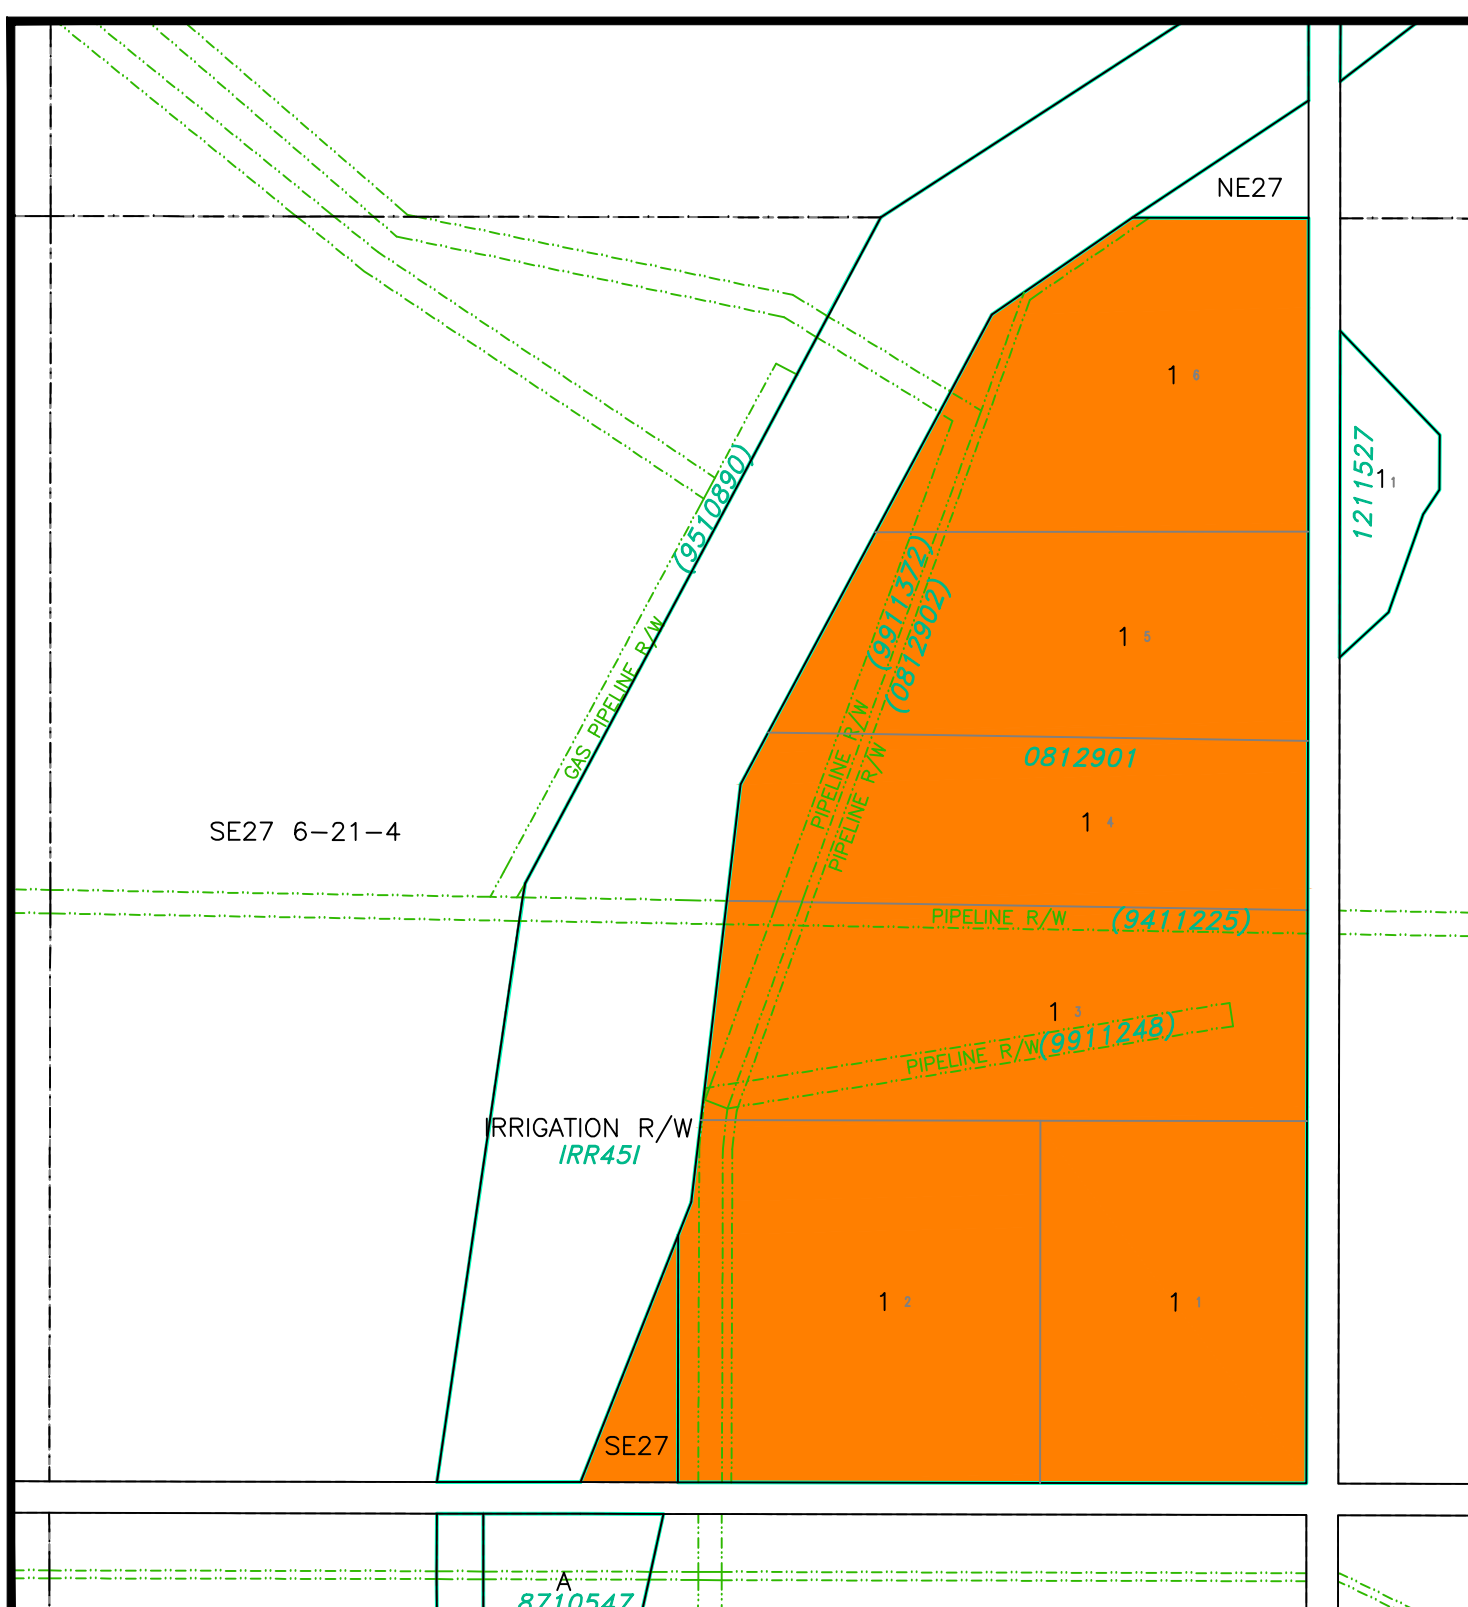 NE27
1 6
1211527
1 1
(9510890)
(9911372)
(0812902)
1 5
GAS PIPELINE R/W
PIPELINE R/W
PIPELINE R/W
0812901
1 4
SE27 6-21-4
PIPELINE R/W (9411225)
1 3
PIPELINE R/W (9911248)
IRRIGATION R/W
IRR45I
1 2
1 1
SE27
A
8710547